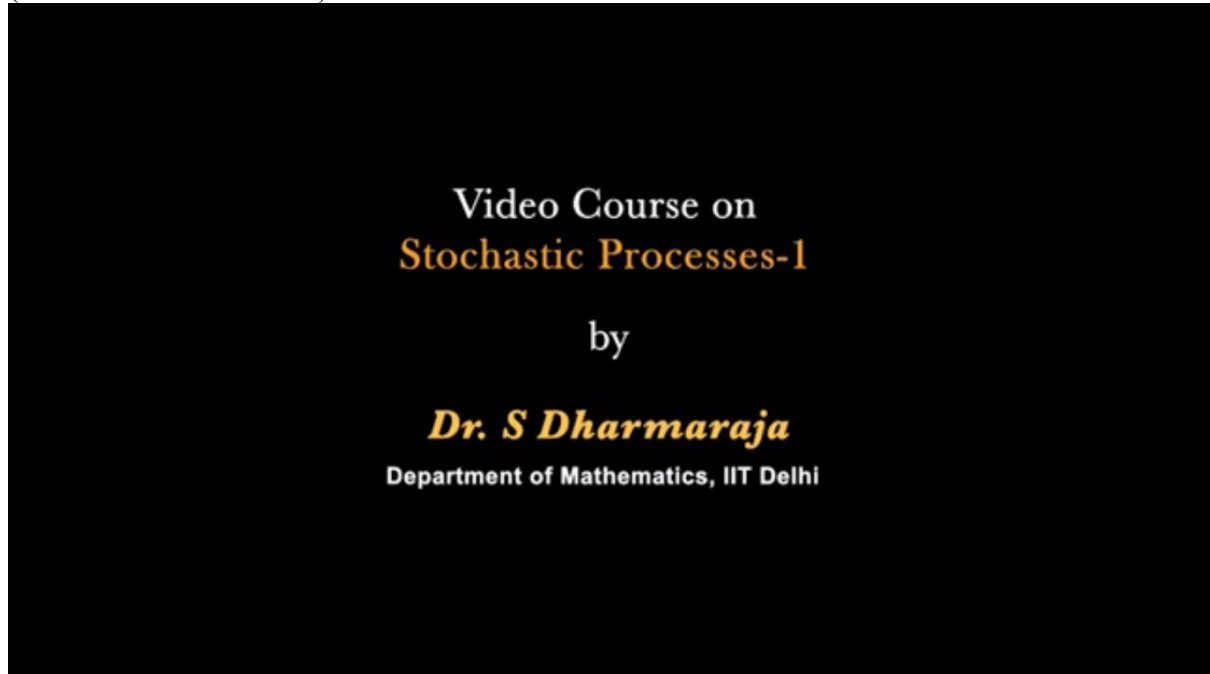 Video Course on
Stochastic Processes-1
by
Dr. S Dharmaraja
Department of Mathematics, IIT Delhi